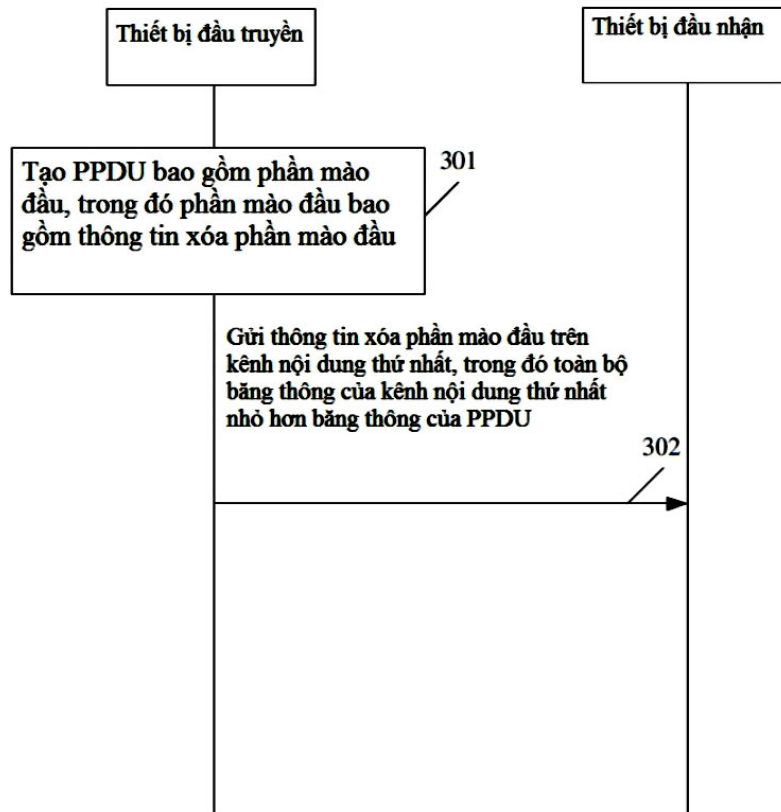 Thiết bị đầu truyền
Thiết bị đầu nhận
Tạo PPDU bao gồm phần mào
đầu, trong đó phần mào đầu bao
gồm thông tin xóa phần mào đầu
301
Gửi thông tin xóa phần mào đầu trên
kênh nội dung thứ nhất, trong đó toàn bộ
băng thông của kênh nội dung thứ nhất
nhỏ hơn băng thông của PPDU
302